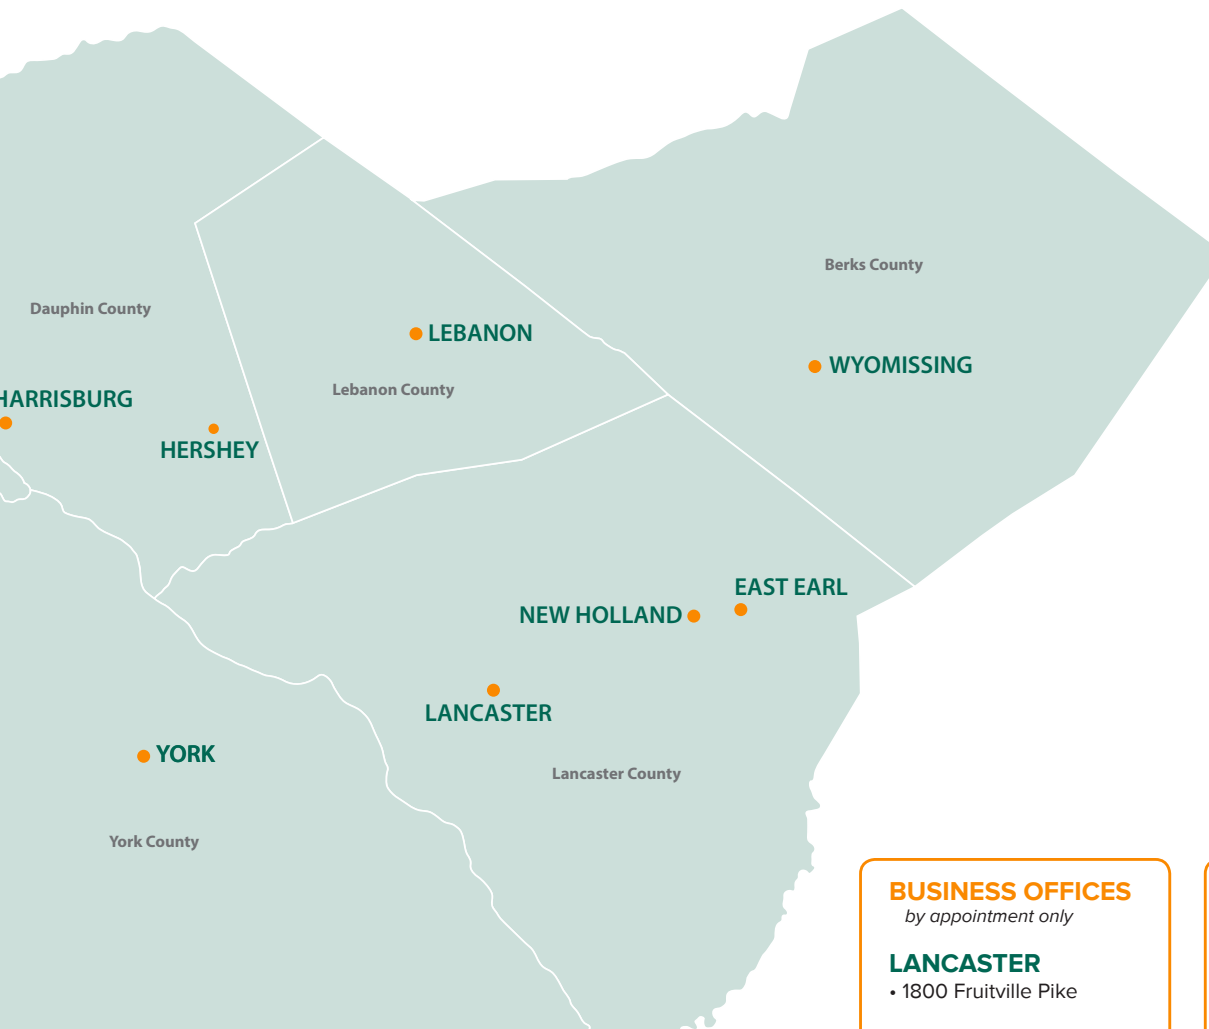 Berks County
Dauphin County
LEBANON
WYOMISSING
Lebanon County
HARRISBURG
HERSHEY
EAST EARL
NEW HOLLAND
LANCASTER
YORK
Lancaster County
York County
BUSINESS OFFICES
by appointment only
LANCASTER
• 1800 Fruitville Pike